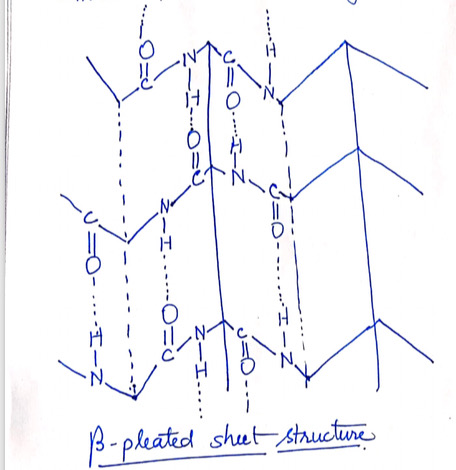 O N C H
C H O N
O H
C N C
C N O
H
O
O H
H N C
C N
N H O
β-pleated sheet structure